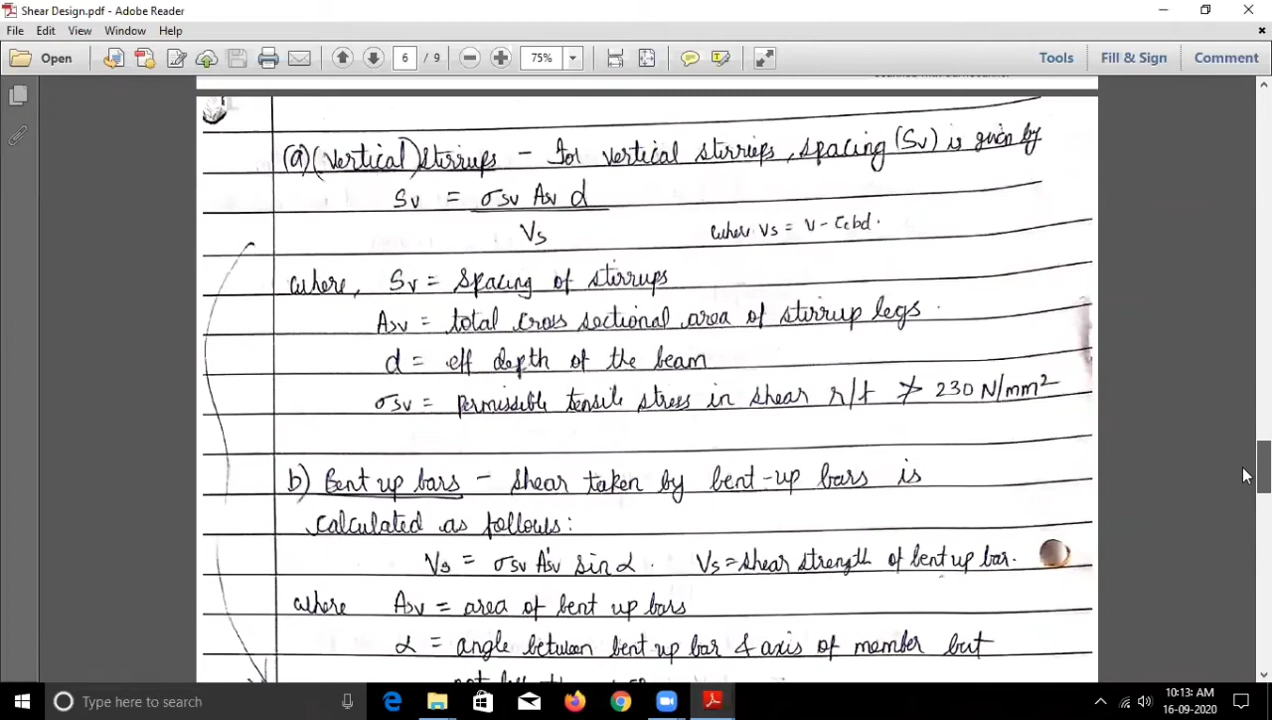 Shear Design.pdf - Adobe Reader
File Edit View Window Help
Open 6 / 9 75% Tools Fill & Sign Comment
(a) (Vertical) Stirrups - For vertical stirrups, spacing (Sv) is given by
Sv = σsv Asv d
Vs
where Vs = V - τcbd.
where, Sv = Spacing of stirrups
Asv = total cross sectional area of stirrup legs.
d = eff depth of the beam
σsv = permissible tensile stress in shear r/f ≯ 230 N/mm²
b) Bent up bars - shear taken by bent-up bars is
calculated as follows:
Vs = σsv Asv sin α. Vs = shear strength of bent up bar.
where Asv = area of bent up bars
α = angle between bent up bar & axis of member but
Type here to search
10:13: AM
16-09-2020